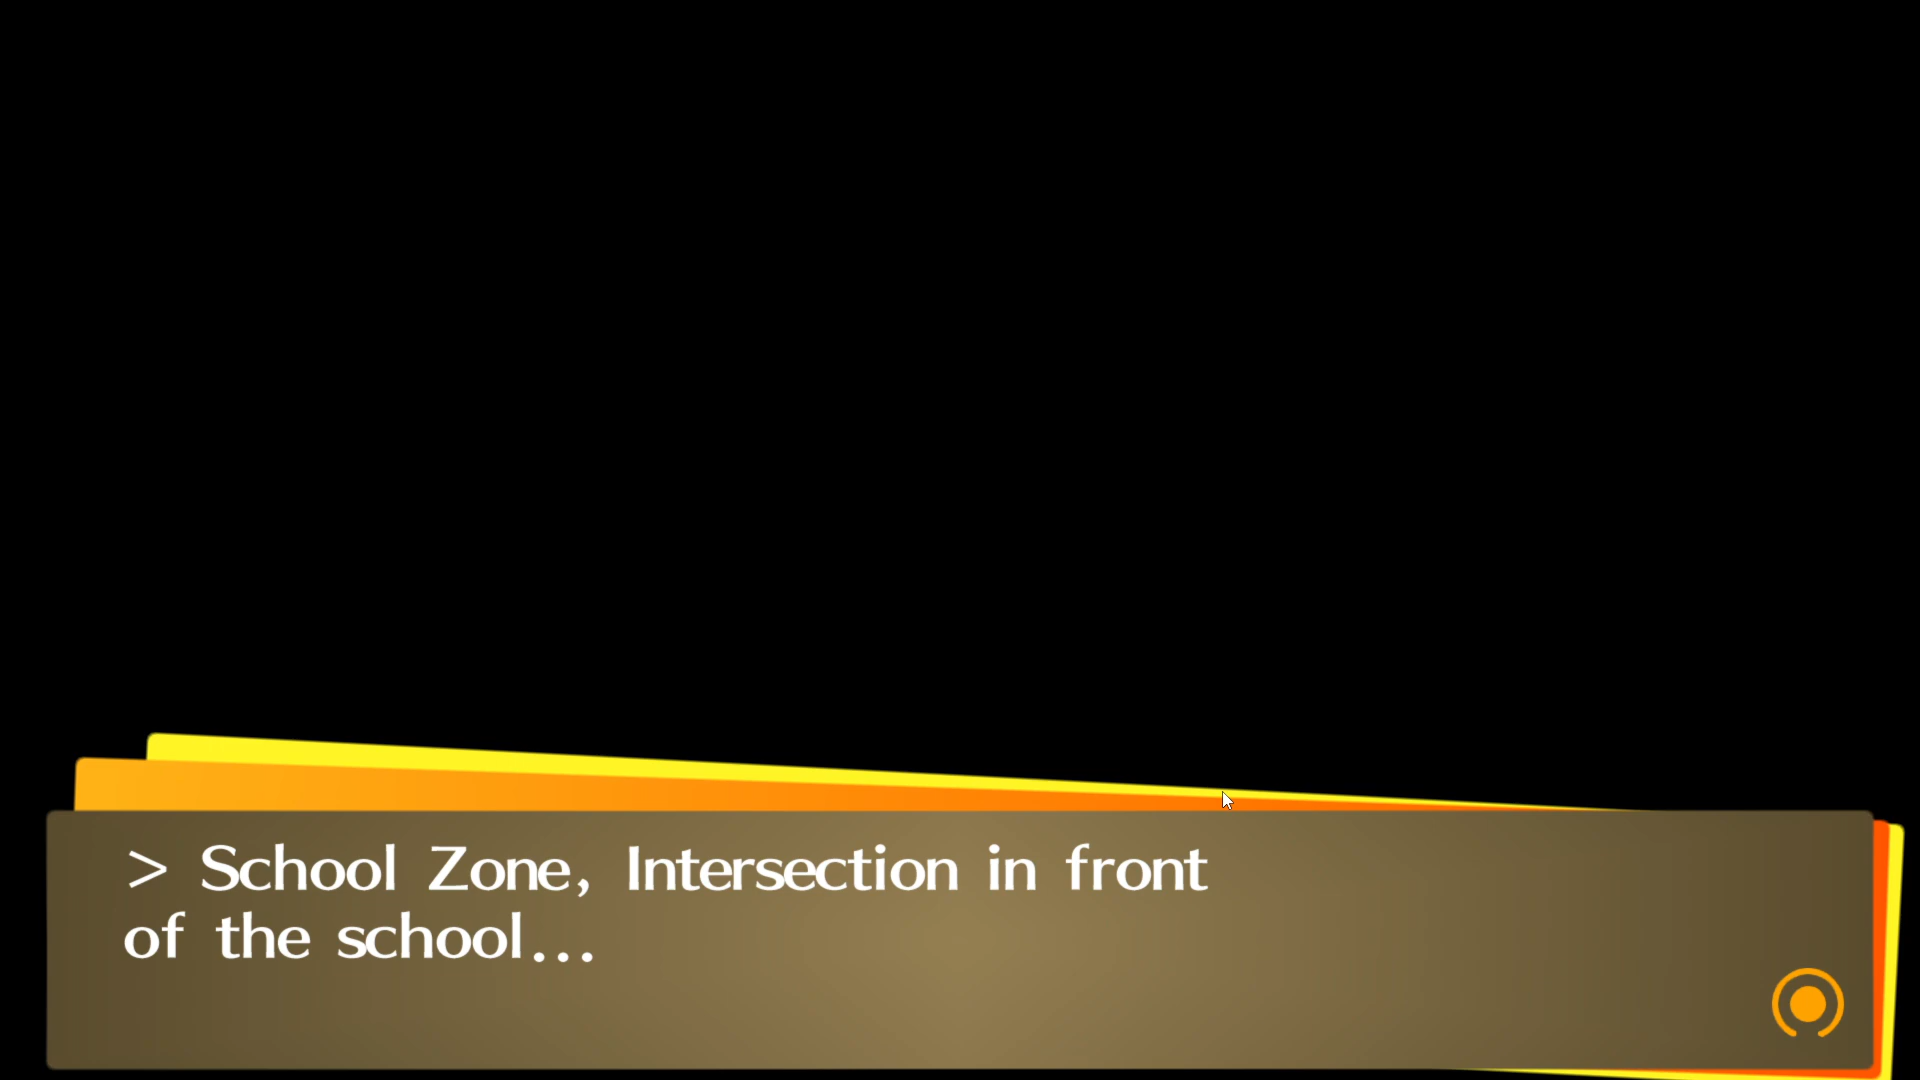 > School Zone, Intersection in front
of the school...